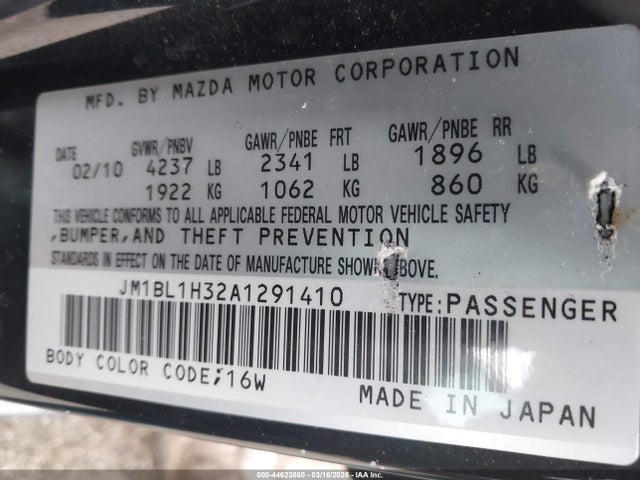 MFD. BY MAZDA MOTOR CORPORATION
DATE GVWR/PNBV GAWR/PNBE FRT GAWR/PNBE RR
02/10 4237 LB 2341 LB 1896 LB
1922 KG 1062 KG 860 KG
THIS VEHICLE CONFORMS TO ALL APPLICABLE FEDERAL MOTOR VEHICLE SAFETY
,BUMPER,AND THEFT PREVENTION
STANDARDS IN EFFECT ON THE DATE OF MANUFACTURE SHOWN ABOVE.
JM1BL1H32A1291410 TYPE:PASSENGER
BODY COLOR CODE;16W
MADE IN JAPAN
000-44623860 - 03/16/2026 - IAA Inc.